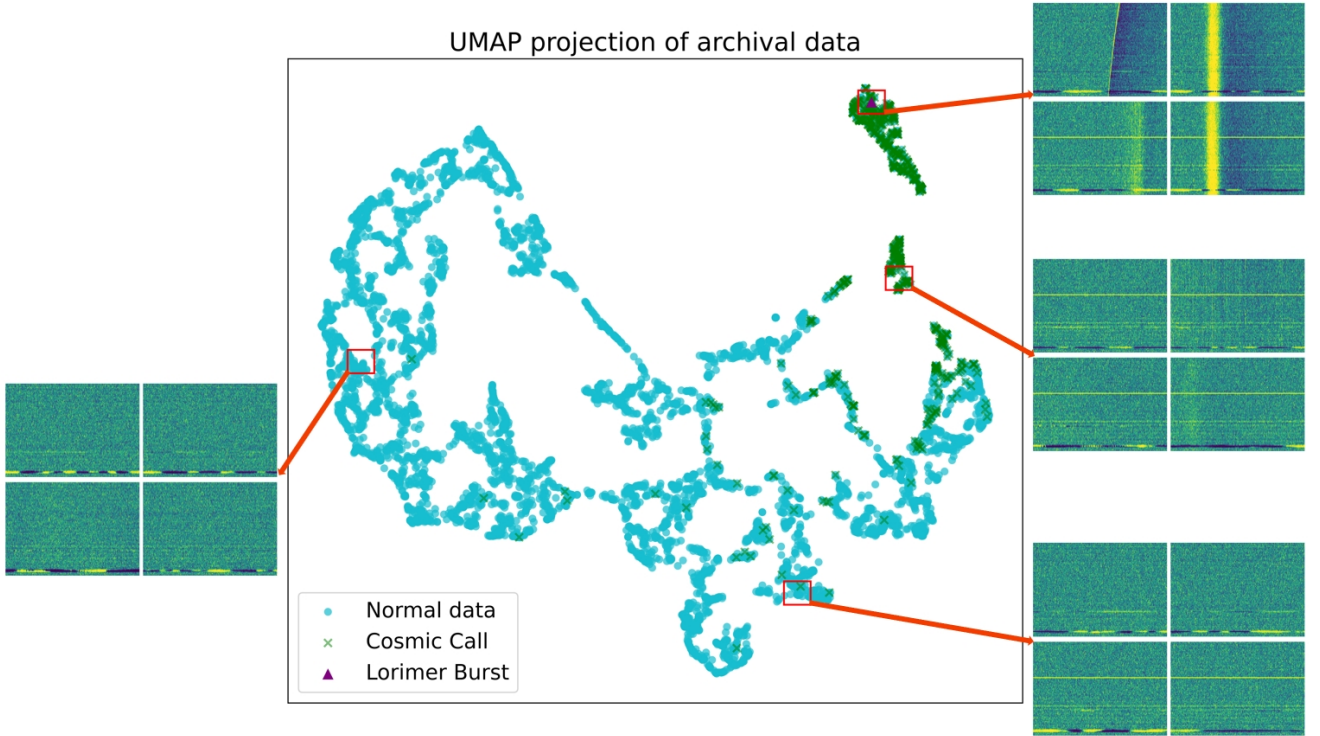 UMAP projection of archival data
Normal data
Cosmic Call
Lorimer Burst